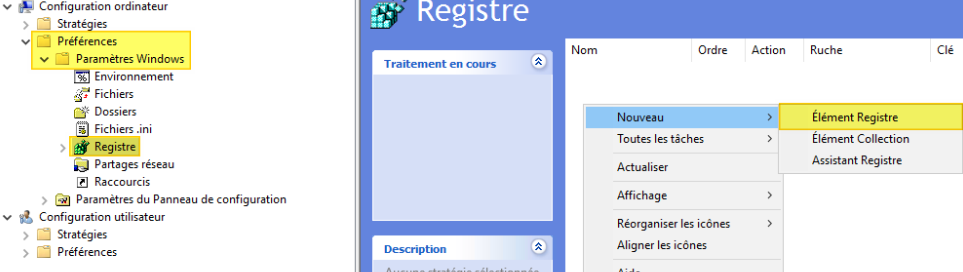 Configuration ordinateur
Stratégies
Préférences
Paramètres Windows
Environnement
Fichiers
Dossiers
Fichiers .ini
Registre
Partages réseau
Raccourcis
Paramètres du Panneau de configuration
Configuration utilisateur
Stratégies
Préférences
Registre
Traitement en cours
Description
Aucune stratégie sélectionnée
Nom Ordre Action Ruche Clé
Nouveau
Toutes les tâches
Actualiser
Affichage
Réorganiser les icônes
Aligner les icônes
Aide
Élément Registre
Élément Collection
Assistant Registre